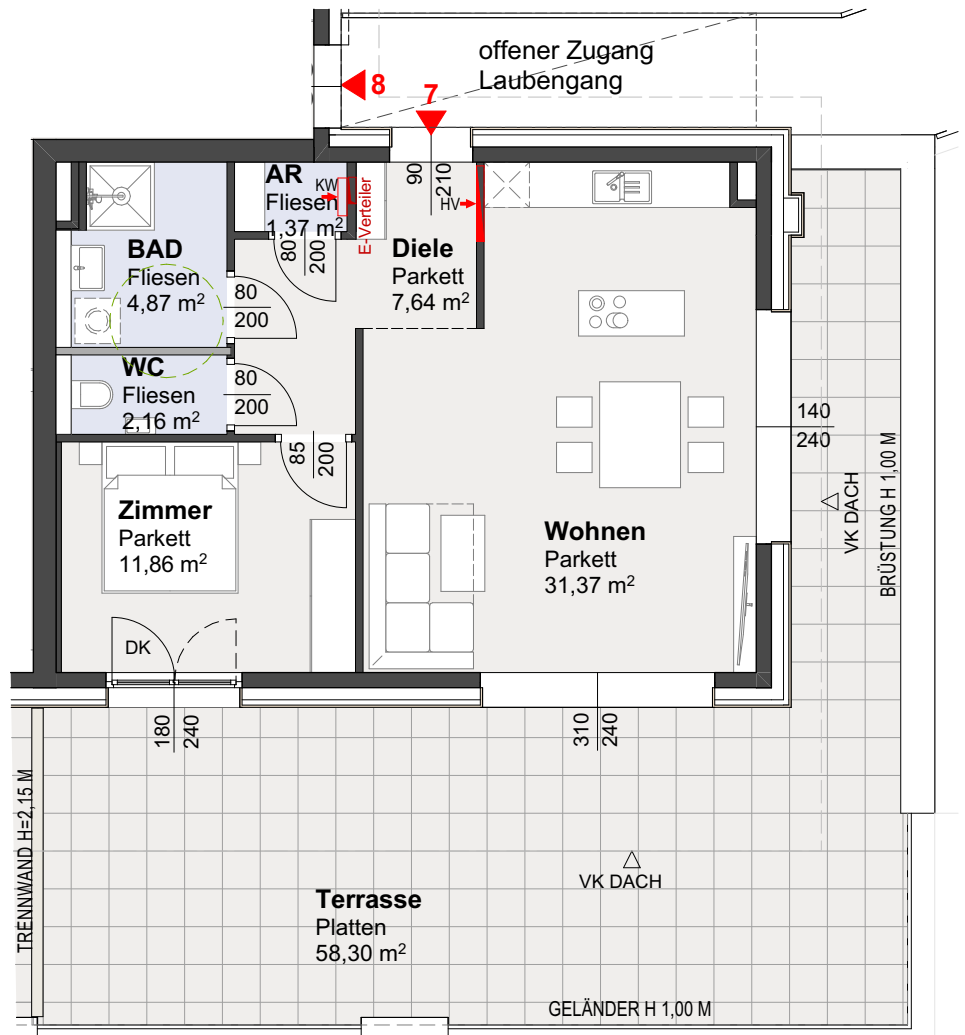 offener Zugang
Laubengang
8
7
AR
Fliesen
1,37 m²
KW
E-Verteiler
90
210
HV
BAD
Fliesen
4,87 m²
80
200
Diele
Parkett
7,64 m²
80
200
WC
Fliesen
2,16 m²
80
200
85
200
140
240
VK DACH
BRÜSTUNG H 1,00 M
Zimmer
Parkett
11,86 m²
Wohnen
Parkett
31,37 m²
DK
180
240
310
240
TRENNWAND H=2,15 M
VK DACH
Terrasse
Platten
58,30 m²
GELÄNDER H 1,00 M